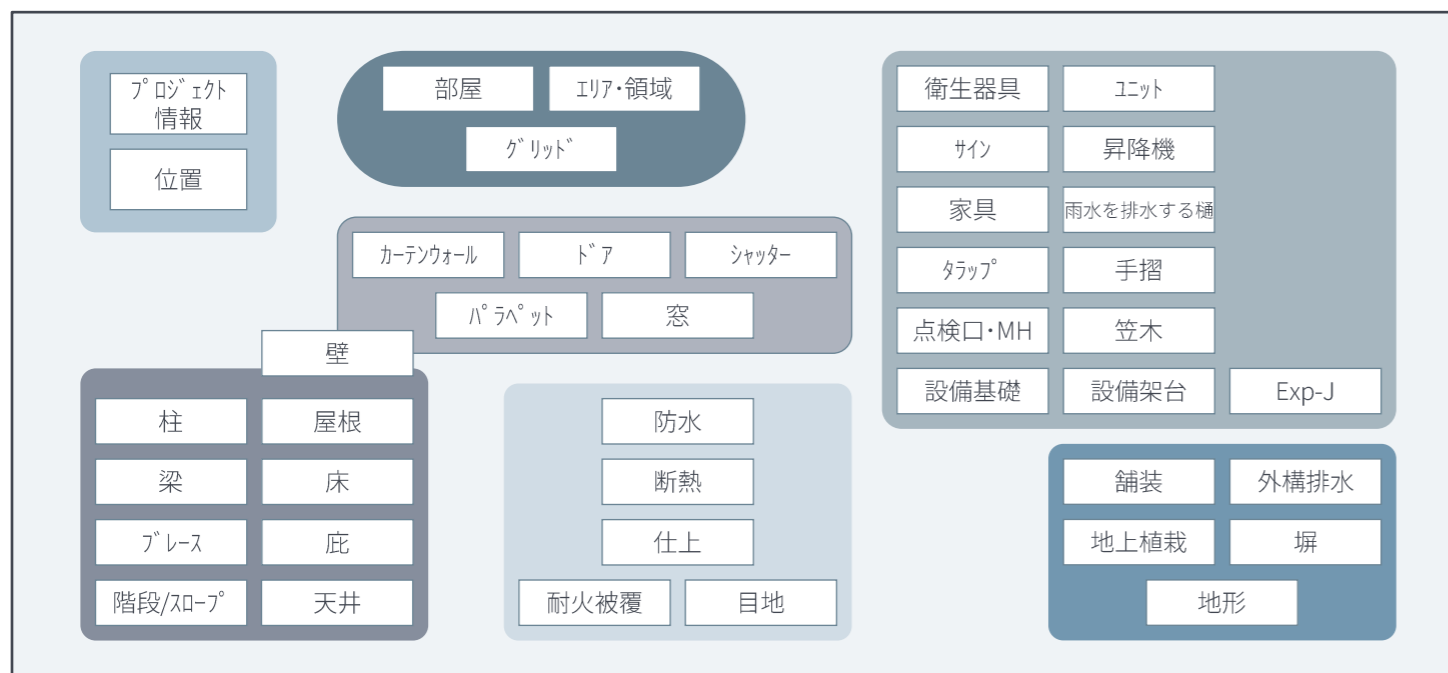 ﾌﾟﾛｼﾞｪｸﾄ
情報
位置
部屋
ｴﾘｱ･領域
ｸﾞﾘｯﾄﾞ
ｶｰﾃﾝｳｫｰﾙ
ﾄﾞｱ
ｼｬｯﾀｰ
ﾊﾟﾗﾍﾟｯﾄ
窓
壁
柱
屋根
梁
床
ﾌﾞﾚｰｽ
庇
階段/ｽﾛｰﾌﾟ
天井
防水
断熱
仕上
耐火被覆
目地
衛生器具
ﾕﾆｯﾄ
ｻｲﾝ
昇降機
家具
雨水を排水する樋
ﾀﾗｯﾌﾟ
手摺
点検口･MH
笠木
設備基礎
設備架台
Exp-J
舗装
外構排水
地上植栽
塀
地形